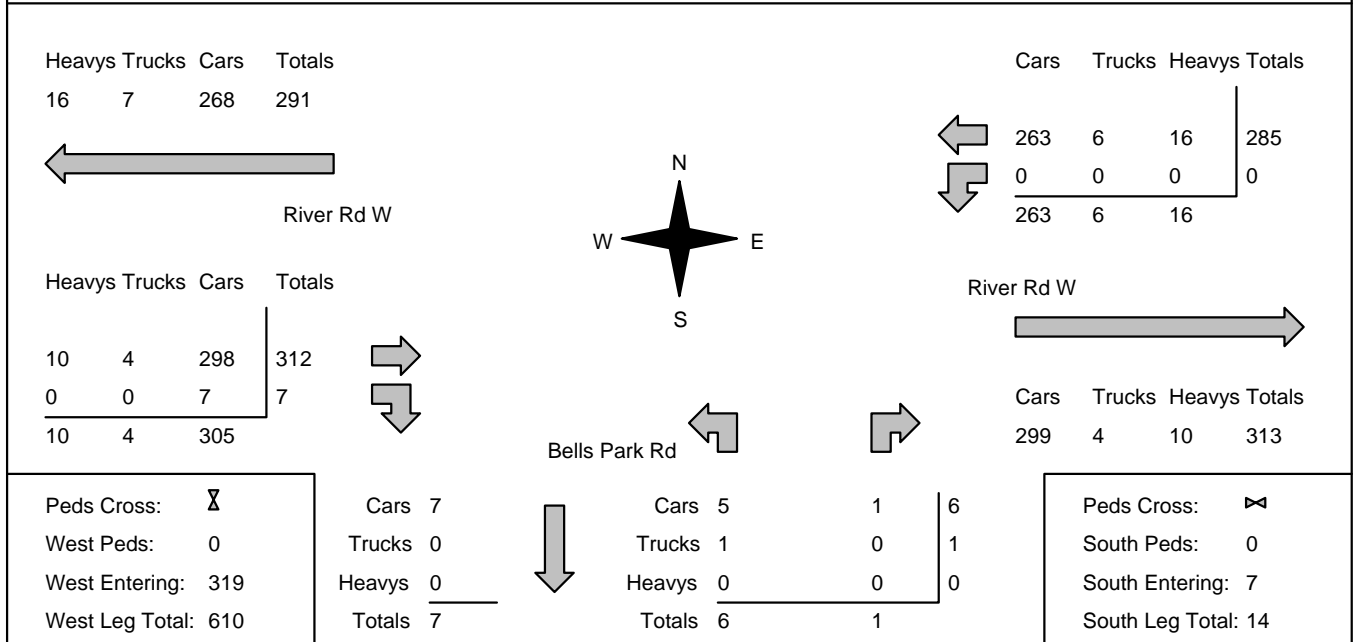 Heavys Trucks Cars Totals
16 7 268 291
Cars Trucks Heavys Totals
263 6 16 285
0 0 0 0
263 6 16
N
W E
S
River Rd W
River Rd W
Heavys Trucks Cars Totals
10 4 298 312
0 0 7 7
10 4 305
Cars Trucks Heavys Totals
299 4 10 313
Bells Park Rd
Peds Cross:
West Peds: 0
West Entering: 319
West Leg Total: 610
Cars 7
Trucks 0
Heavys 0
Totals 7
Cars 5 1 6
Trucks 1 0 1
Heavys 0 0 0
Totals 6 1
Peds Cross:
South Peds: 0
South Entering: 7
South Leg Total: 14